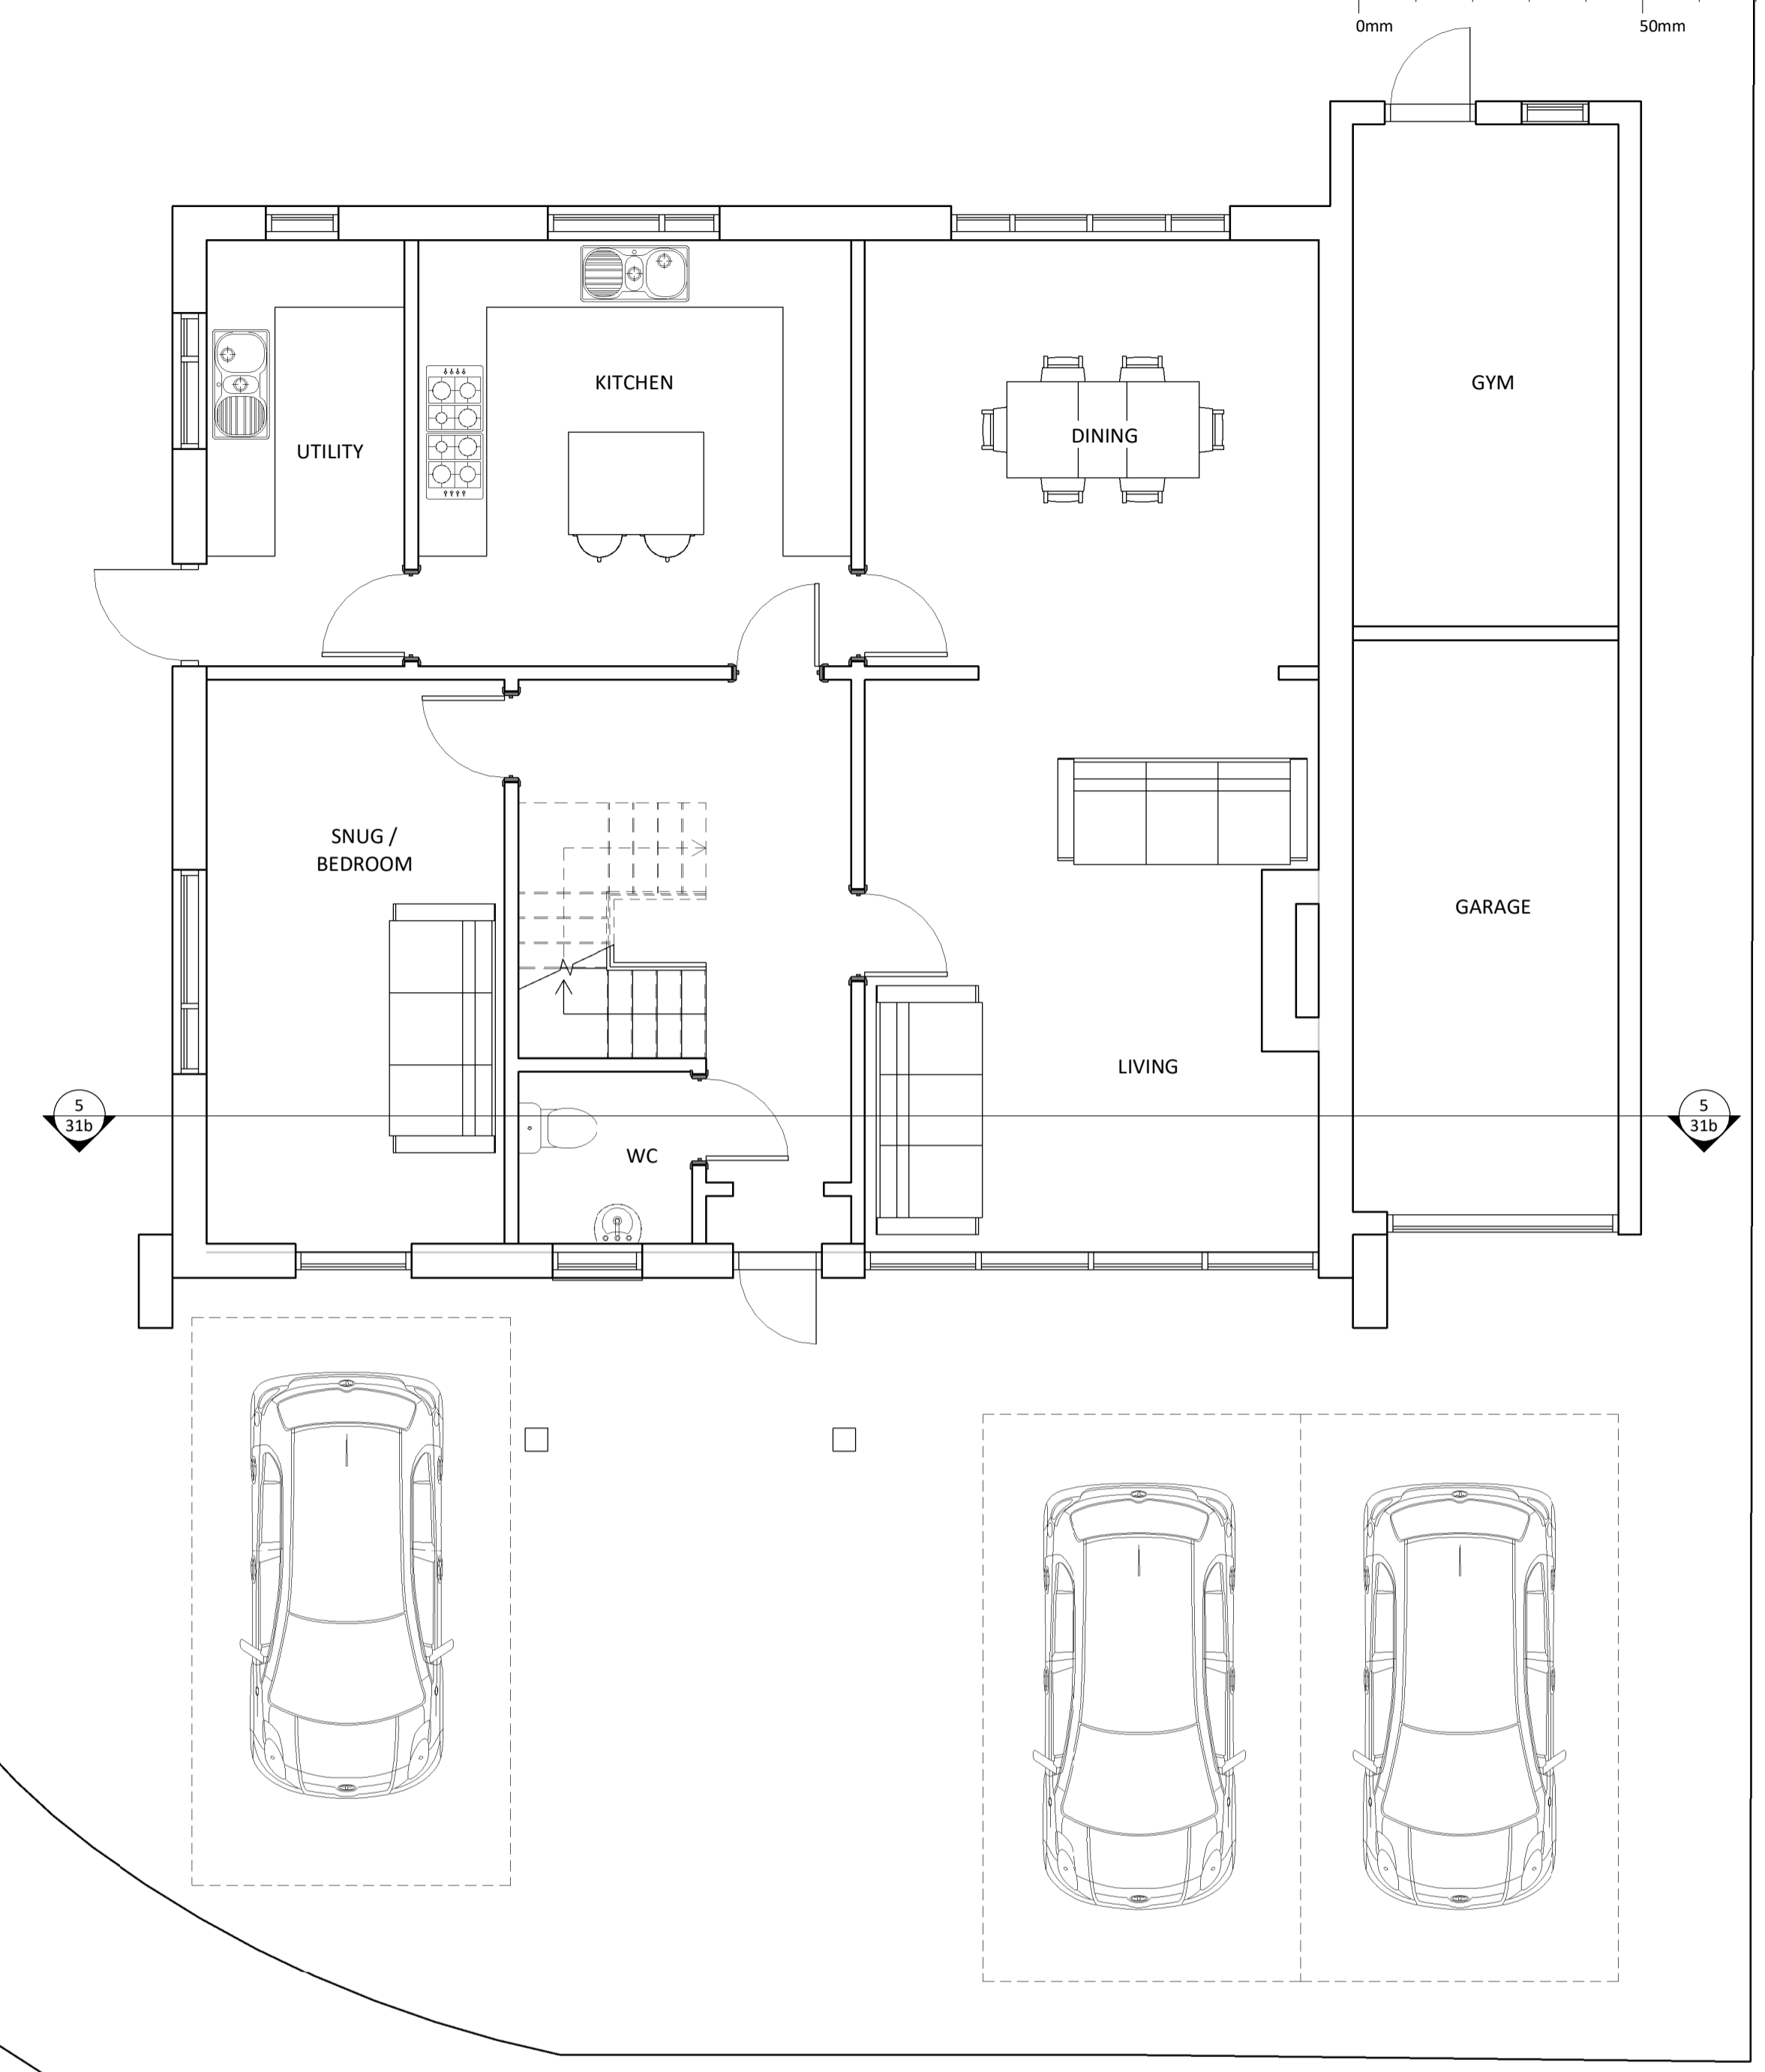 0mm
50mm
KITCHEN
GYM
DINING
UTILITY
SNUG /
BEDROOM
GARAGE
LIVING
5
31b
5
31b
WC